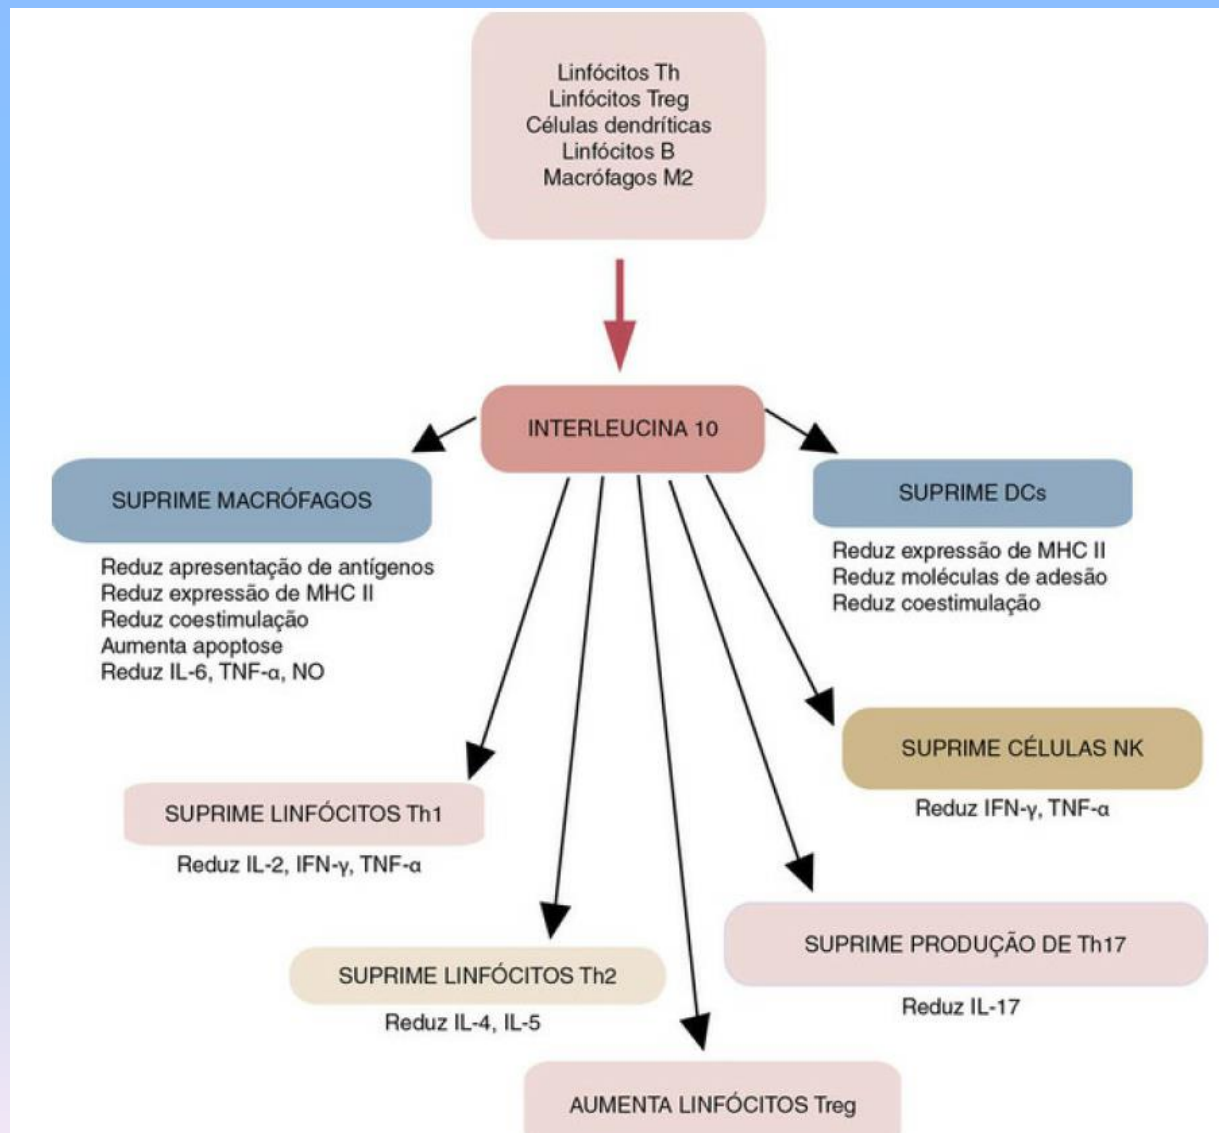 Linfócitos Th
Linfócitos Treg
Células dendríticas
Linfócitos B
Macrófagos M2
INTERLEUCINA 10
SUPRIME MACRÓFAGOS
Reduz apresentação de antígenos
Reduz expressão de MHC II
Reduz coestimulação
Aumenta apoptose
Reduz IL-6, TNF-α, NO
SUPRIME DCs
Reduz expressão de MHC II
Reduz moléculas de adesão
Reduz coestimulação
SUPRIME CÉLULAS NK
Reduz IFN-γ, TNF-α
SUPRIME LINFÓCITOS Th1
Reduz IL-2, IFN-γ, TNF-α
SUPRIME PRODUÇÃO DE Th17
Reduz IL-17
SUPRIME LINFÓCITOS Th2
Reduz IL-4, IL-5
AUMENTA LINFÓCITOS Treg